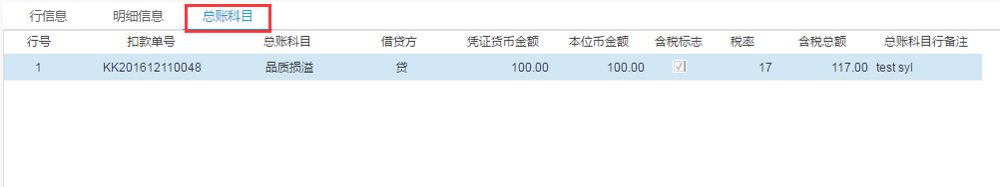 行信息 明细信息 总账科目
行号 扣款单号 总账科目 借贷方 凭证货币金额 本位币金额 含税标志 税率 含税总额 总账科目行备注
1 KK201612110048 品质损溢 贷 100.00 100.00 17 117.00 test syl